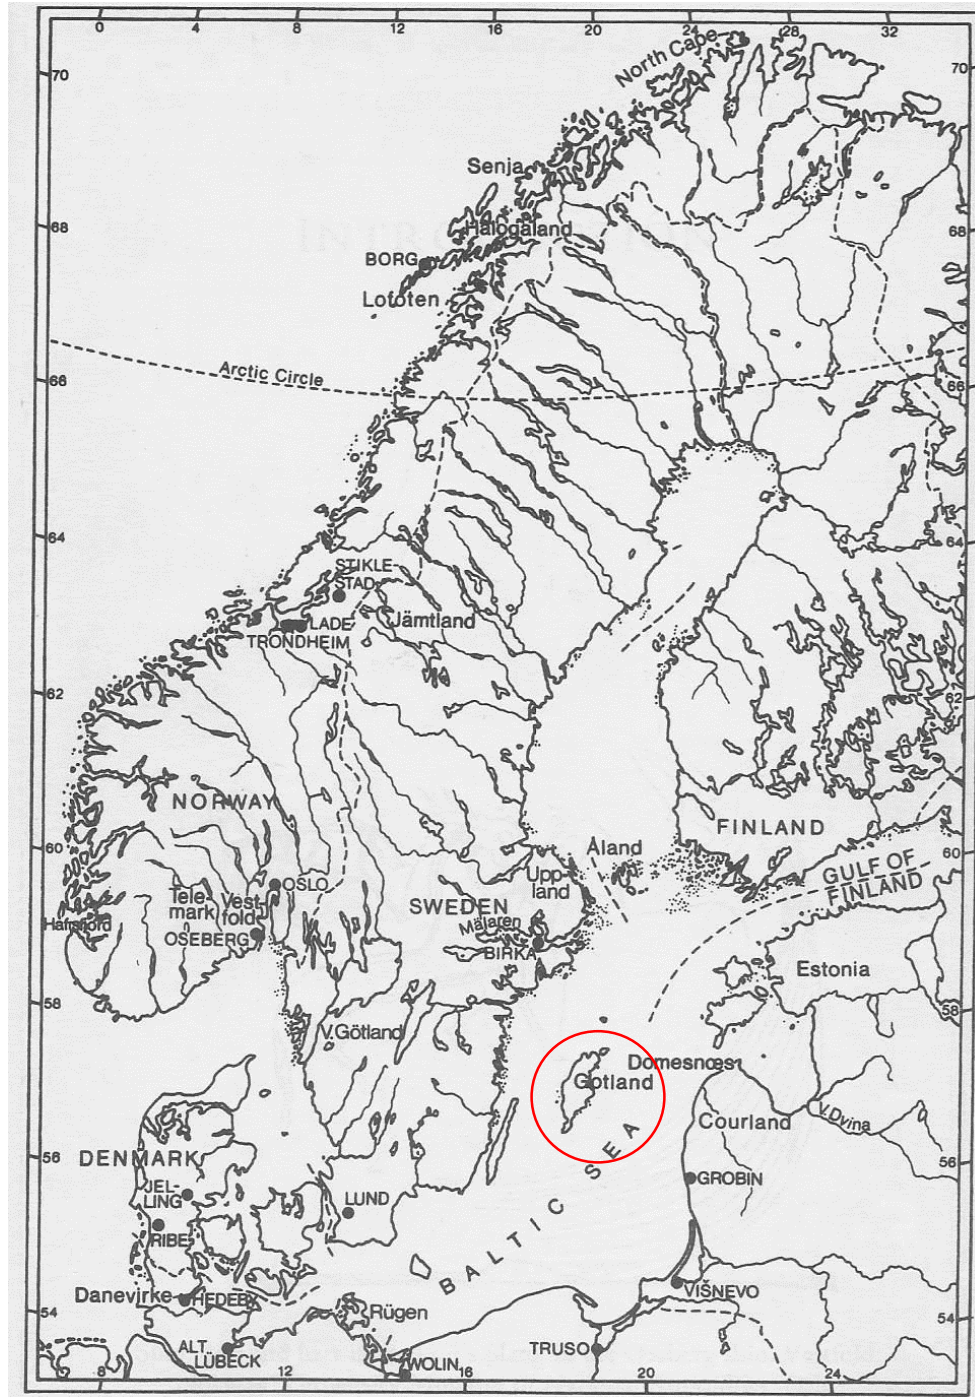 0 4 8 12 16 20 24 28 32
North Cape
70 70
Senja
Halogaland
68 68
BORG
Lofoten
Arctic Circle
66 66
64 64
STIKLE-
STAD
Jämtland
LADE
TRONDHEIM
62 62
NORWAY
FINLAND
60 60
Åland
GULF OF
FINLAND
Upp-
land
OSLO
Tele-
mark
Vest-
fold
SWEDEN
Mälaren
Hafrsfjord
OSEBERG
BIRKA
Estonia
58 58
V.Götland
Domesnœs
Gotland
Courland
V.Dvina
BALTIC SEA
56 56
DENMARK
GROBIN
JEL-
LING
LUND
RIBE
VIŠNEVO
Danevirke
HEDEBY
Rügen
54 54
ALT
LÜBECK
TRUSO
WOLIN
8 12 16 20 24